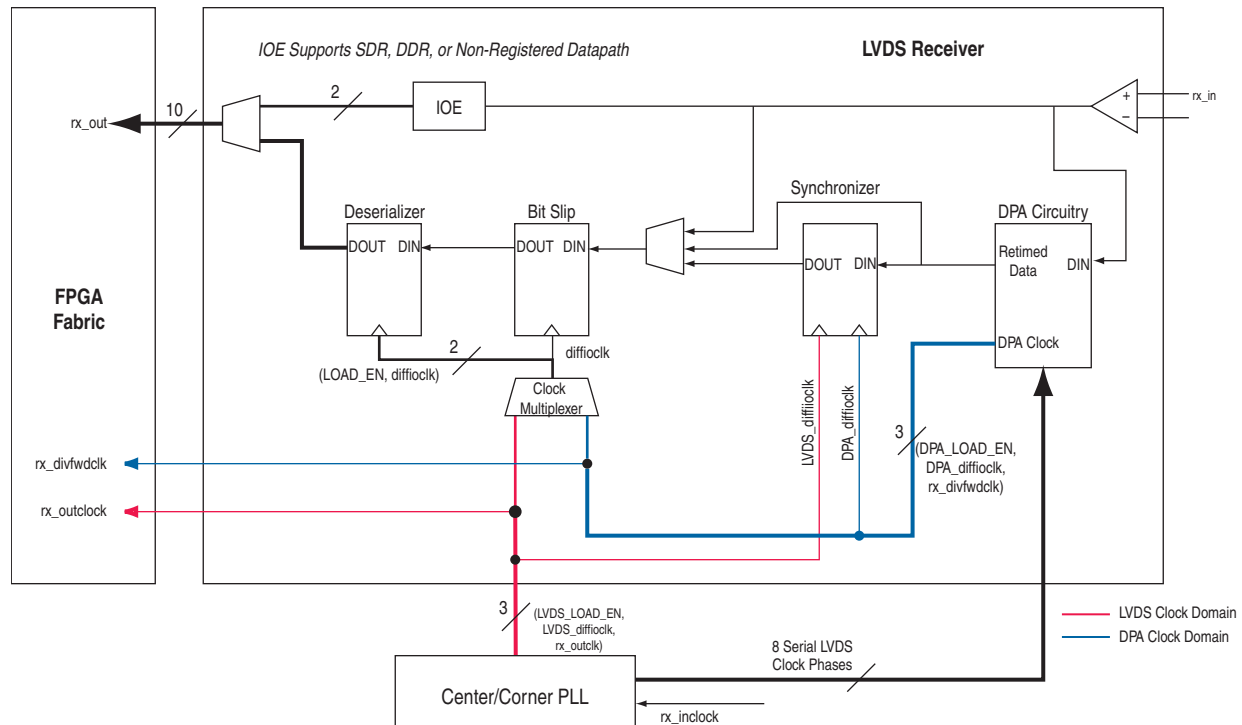 IOE Supports SDR, DDR, or Non-Registered Datapath
LVDS Receiver
2
IOE
+
−
rx_in
10
rx_out
Synchronizer
Deserializer
Bit Slip
DPA Circuitry
DOUT DIN
DOUT DIN
DOUT DIN
Retimed
Data
DIN
FPGA
Fabric
DPA Clock
2
diffioclk
(LOAD_EN, diffioclk)
Clock
Multiplexer
LVDS_diffiioclk
DPA_diffioclk
3
(DPA_LOAD_EN,
DPA_diffioclk,
rx_divfwdclk)
rx_divfwdclk
rx_outclock
3
(LVDS_LOAD_EN,
LVDS_diffioclk,
rx_outclk)
LVDS Clock Domain
DPA Clock Domain
8 Serial LVDS
Clock Phases
Center/Corner PLL
rx_inclock